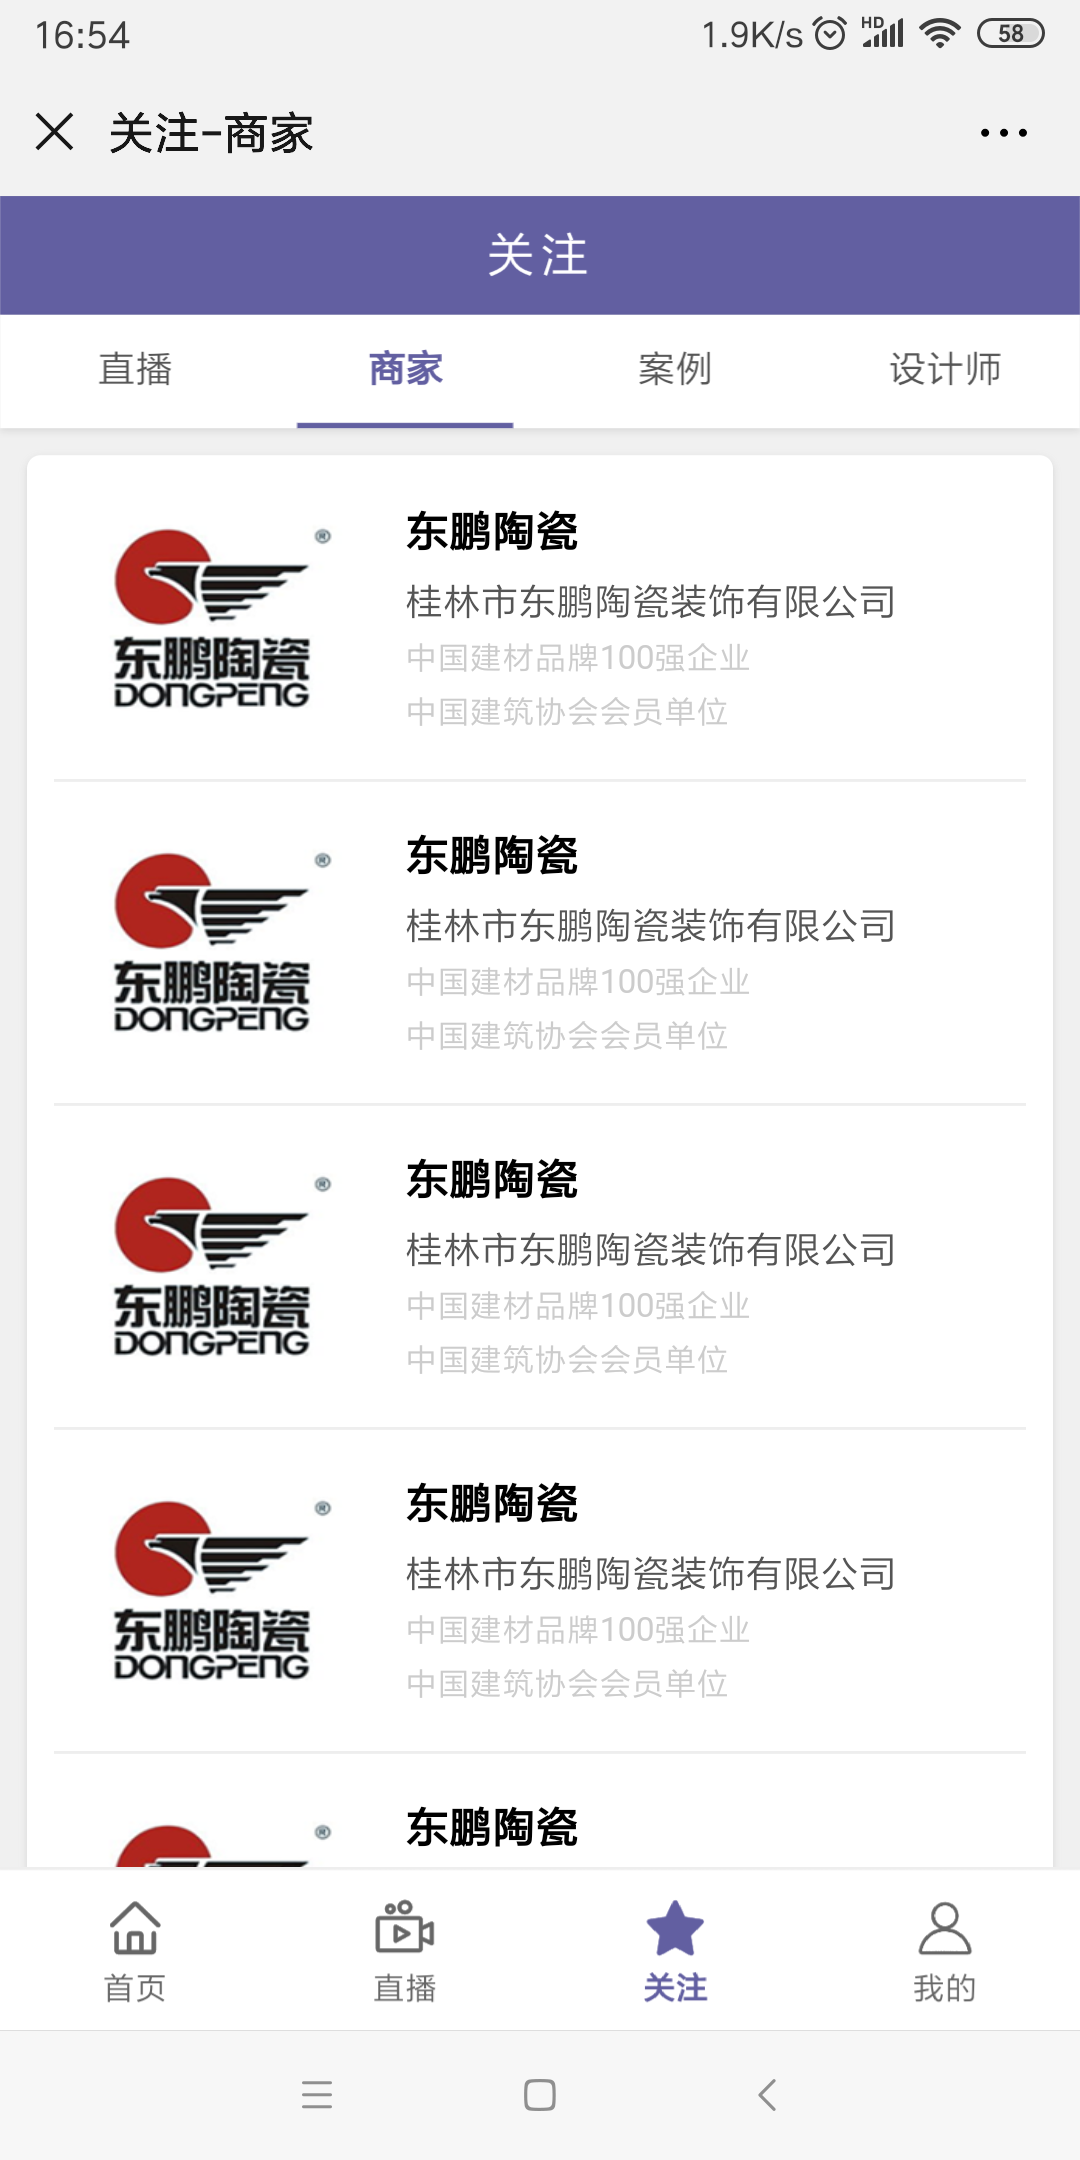 16:54 1.9K/s HD 58
关注-商家
关注
直播 商家 案例 设计师
东鹏陶瓷
桂林市东鹏陶瓷装饰有限公司
中国建材品牌100强企业
中国建筑协会会员单位
®
东鹏陶瓷
DONGPENG
东鹏陶瓷
桂林市东鹏陶瓷装饰有限公司
中国建材品牌100强企业
中国建筑协会会员单位
®
东鹏陶瓷
DONGPENG
东鹏陶瓷
桂林市东鹏陶瓷装饰有限公司
中国建材品牌100强企业
中国建筑协会会员单位
®
东鹏陶瓷
DONGPENG
东鹏陶瓷
桂林市东鹏陶瓷装饰有限公司
中国建材品牌100强企业
中国建筑协会会员单位
®
东鹏陶瓷
DONGPENG
东鹏陶瓷
®
首页 直播 关注 我的